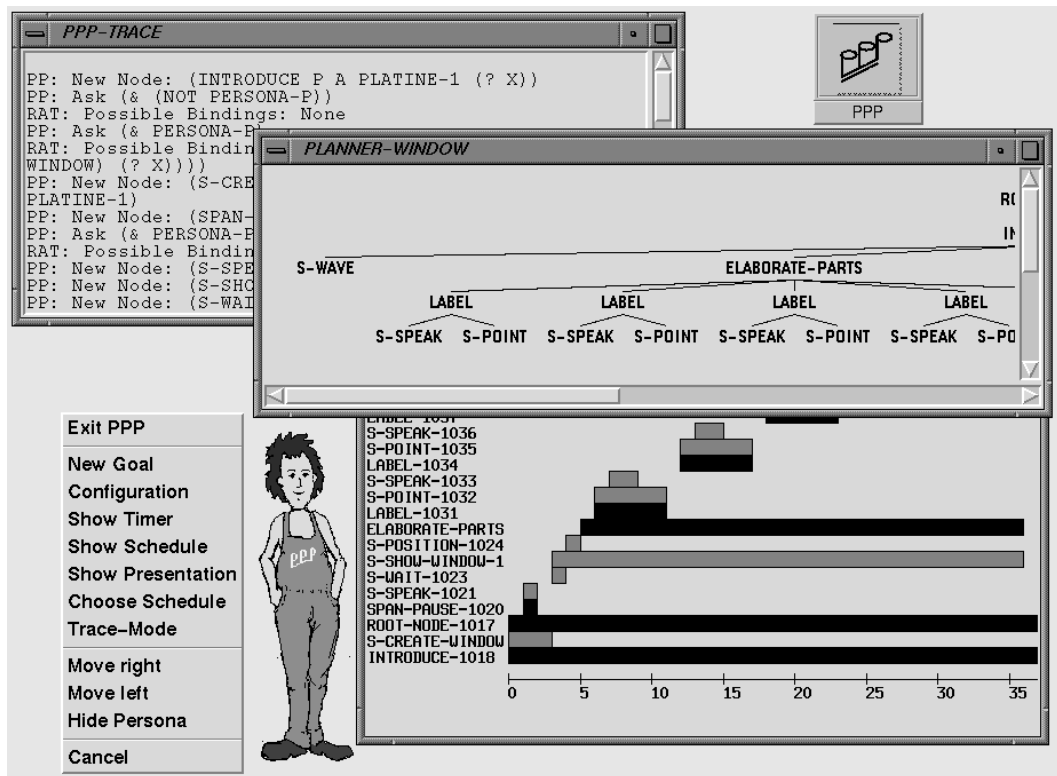 PPP-TRACE
PP: New Node: (INTRODUCE P A PLATINE-1 (? X))
PP: Ask (& (NOT PERSONA-P))
RAT: Possible Bindings: None
PP: Ask (& PERSONA-P)
RAT: Possible Bindin
WINDOW) (? X))))
PP: New Node: (S-CRE
PLATINE-1)
PP: New Node: (SPAN-
PP: Ask (& PERSONA-P
RAT: Possible Bindin
PP: New Node: (S-SPE
PP: New Node: (S-SHO
PP: New Node: (S-WAI
PPP
PLANNER-WINDOW
RO
IN
S-WAVE ELABORATE-PARTS
LABEL LABEL LABEL LABEL
S-SPEAK S-POINT S-SPEAK S-POINT S-SPEAK S-POINT S-SPEAK S-PO
Exit PPP
New Goal
Configuration
Show Timer
Show Schedule
Show Presentation
Choose Schedule
Trace-Mode
Move right
Move left
Hide Persona
Cancel
PPP
LABEL-1037
S-SPEAK-1036
S-POINT-1035
LABEL-1034
S-SPEAK-1033
S-POINT-1032
LABEL-1031
ELABORATE-PARTS
S-POSITION-1024
S-SHOW-WINDOW-1
S-WAIT-1023
S-SPEAK-1021
SPAN-PAUSE-1020
ROOT-NODE-1017
S-CREATE-WINDOW
INTRODUCE-1018
0 5 10 15 20 25 30 35